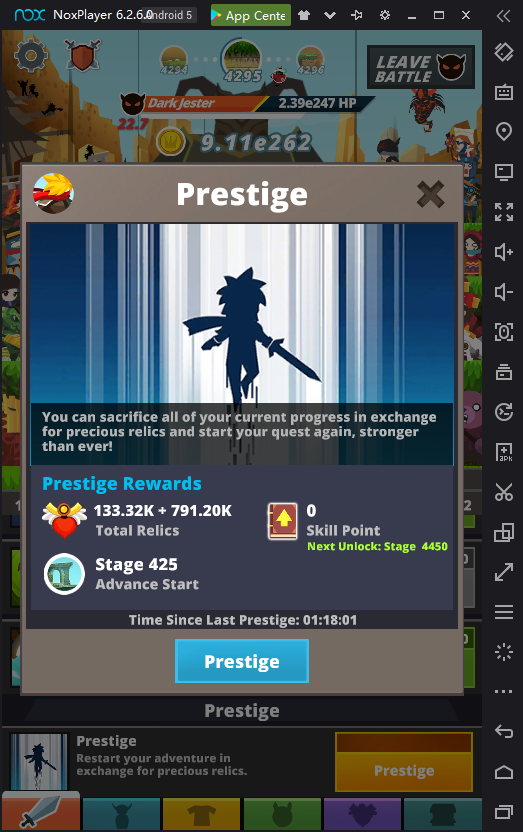 nox NoxPlayer 6.2.6.0 Android 5 App Cente
4294 4295 4296
LEAVE
BATTLE
Dark Jester 2.39e247 HP
22.7
9.11e262
Prestige
You can sacrifice all of your current progress in exchange
for precious relics and start your quest again, stronger
than ever!
Prestige Rewards
133.32K + 791.20K
Total Relics
0
Skill Point
Next Unlock: Stage 4450
Stage 425
Advance Start
Time Since Last Prestige: 01:18:01
Prestige
Prestige
Prestige
Restart your adventure in
exchange for precious relics.
Prestige